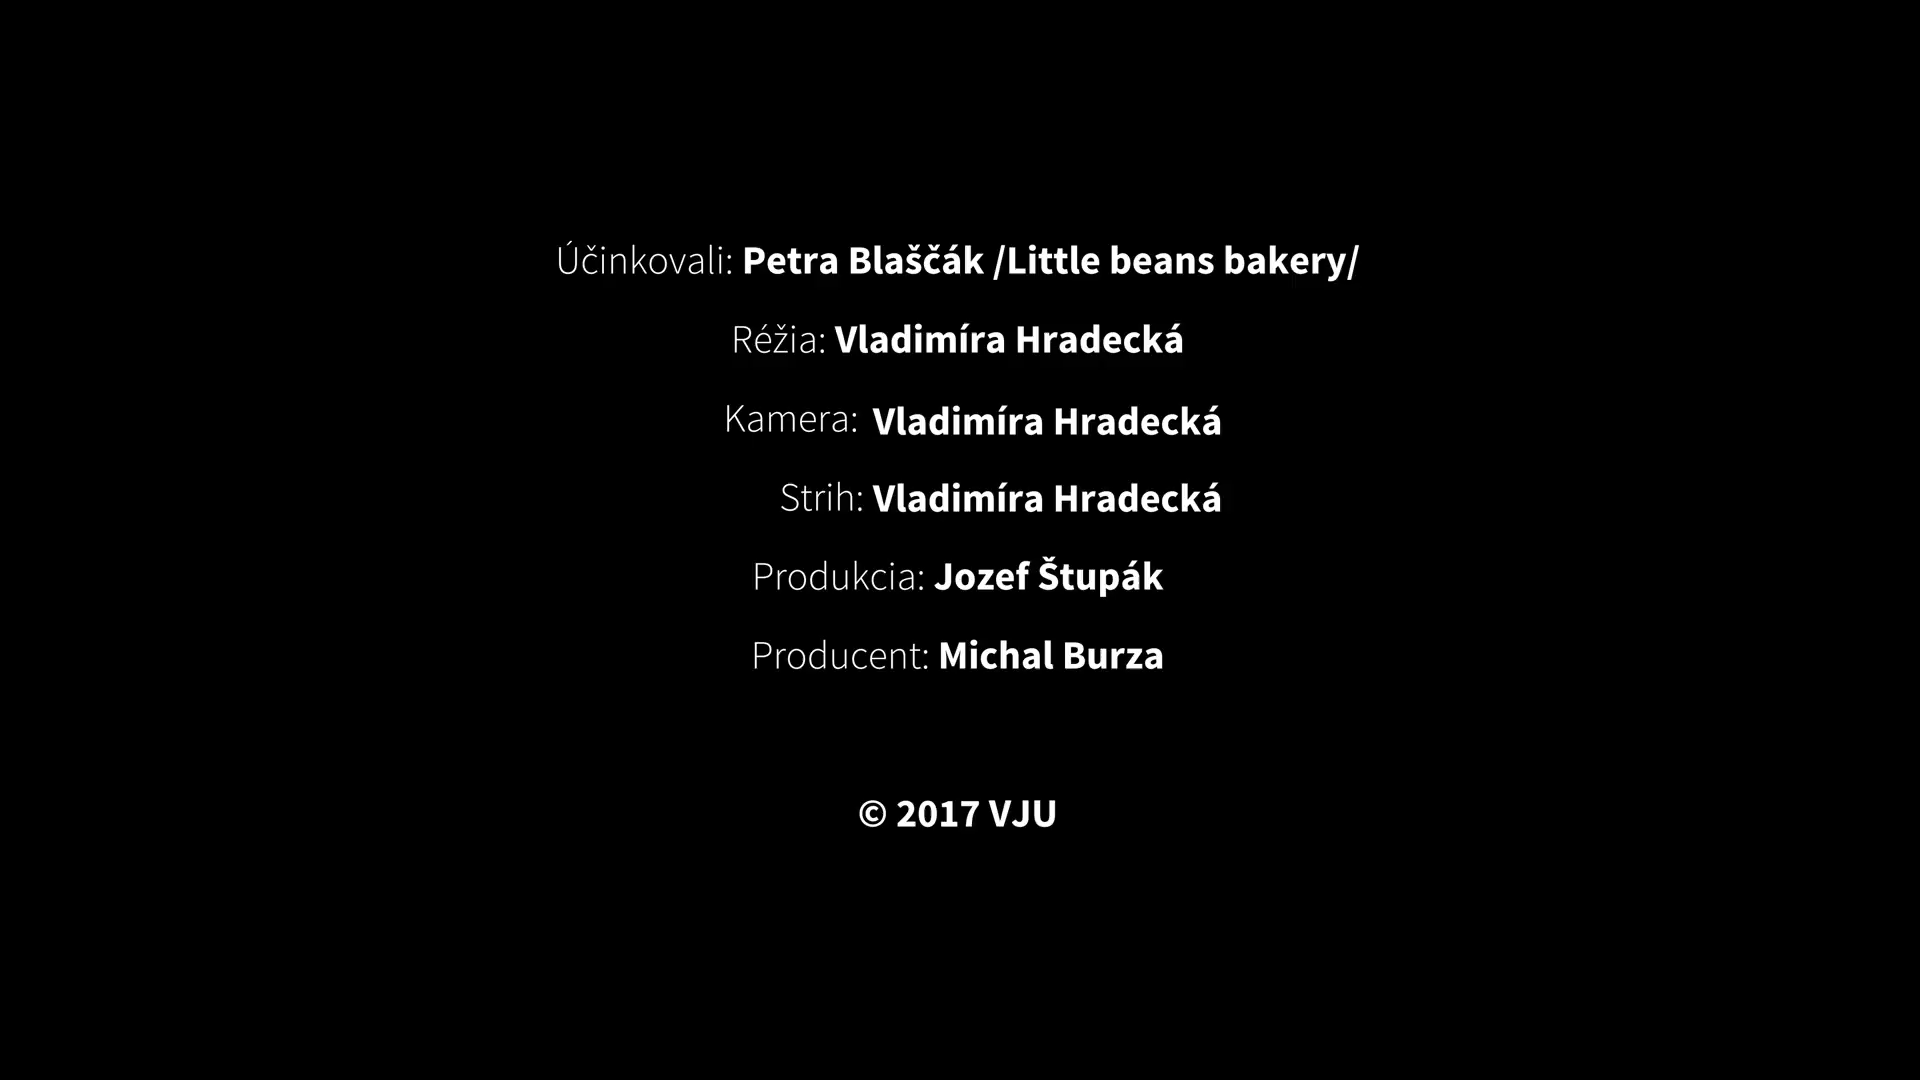 Účinkovali: Petra Blaščák /Little beans bakery/
Réžia: Vladimíra Hradecká
Kamera: Vladimíra Hradecká
Strih: Vladimíra Hradecká
Produkcia: Jozef Štupák
Producent: Michal Burza
© 2017 VJU